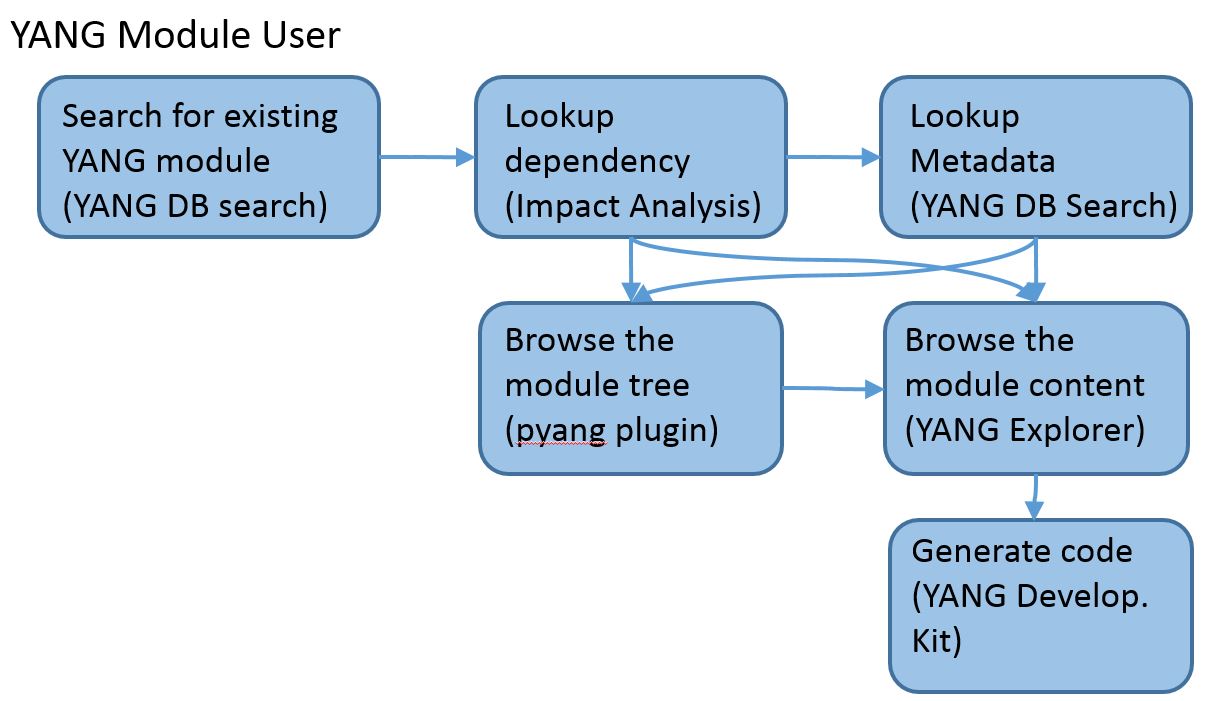 YANG Module User
Search for existing
YANG module
(YANG DB search)
Lookup
dependency
(Impact Analysis)
Lookup
Metadata
(YANG DB Search)
Browse the
module tree
(pyang plugin)
Browse the
module content
(YANG Explorer)
Generate code
(YANG Develop.
Kit)